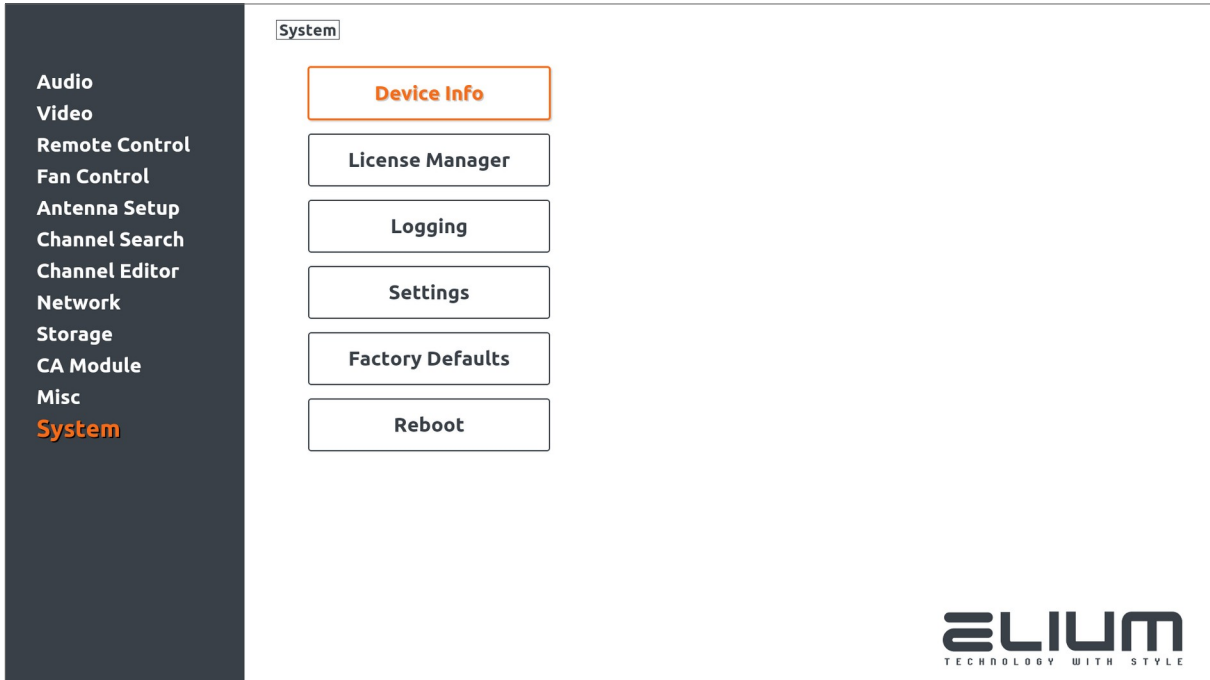 System
Audio
Video
Remote Control
Fan Control
Antenna Setup
Channel Search
Channel Editor
Network
Storage
CA Module
Misc
System
Device Info
License Manager
Logging
Settings
Factory Defaults
Reboot
ELIUM
TECHNOLOGY WITH STYLE